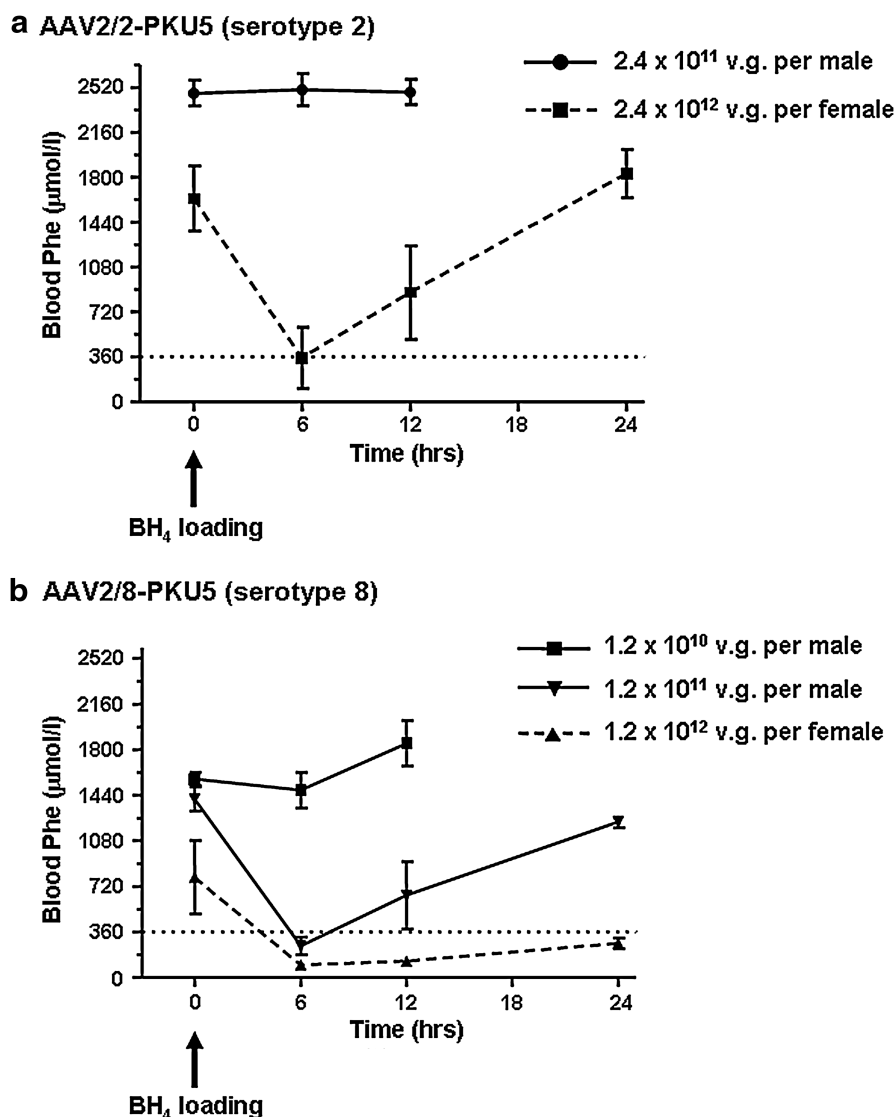 a AAV2/2-PKU5 (serotype 2)
2.4 x 10¹¹ v.g. per male
2.4 x 10¹² v.g. per female
Blood Phe (μmol/l)
2520
2160
1800
1440
1080
720
360
0
0 6 12 18 24
Time (hrs)
BH₄ loading
b AAV2/8-PKU5 (serotype 8)
1.2 x 10¹⁰ v.g. per male
1.2 x 10¹¹ v.g. per male
1.2 x 10¹² v.g. per female
Blood Phe (μmol/l)
2520
2160
1800
1440
1080
720
360
0
0 6 12 18 24
Time (hrs)
BH₄ loading